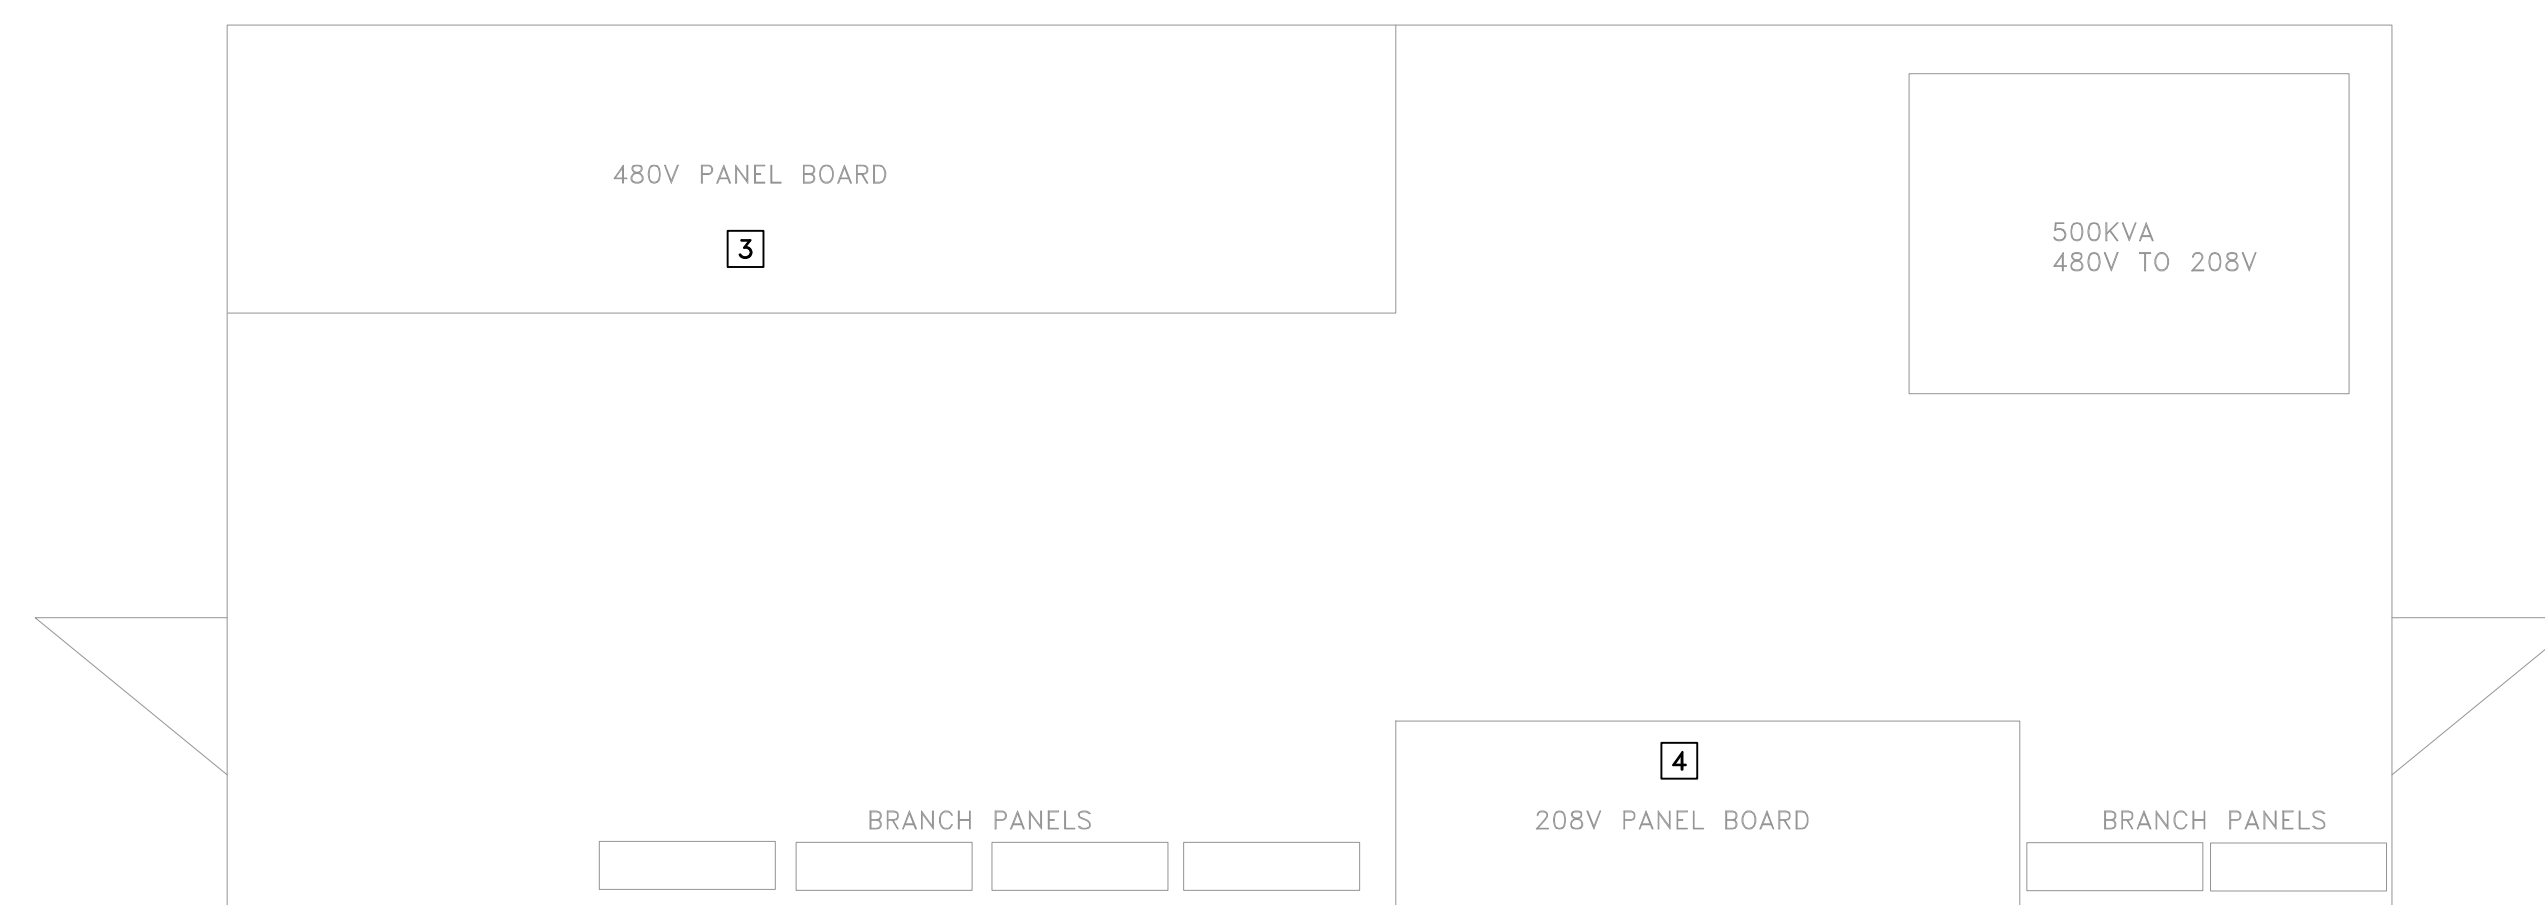 480V PANEL BOARD
3
500KVA
480V TO 208V
4
BRANCH PANELS
208V PANEL BOARD
BRANCH PANELS